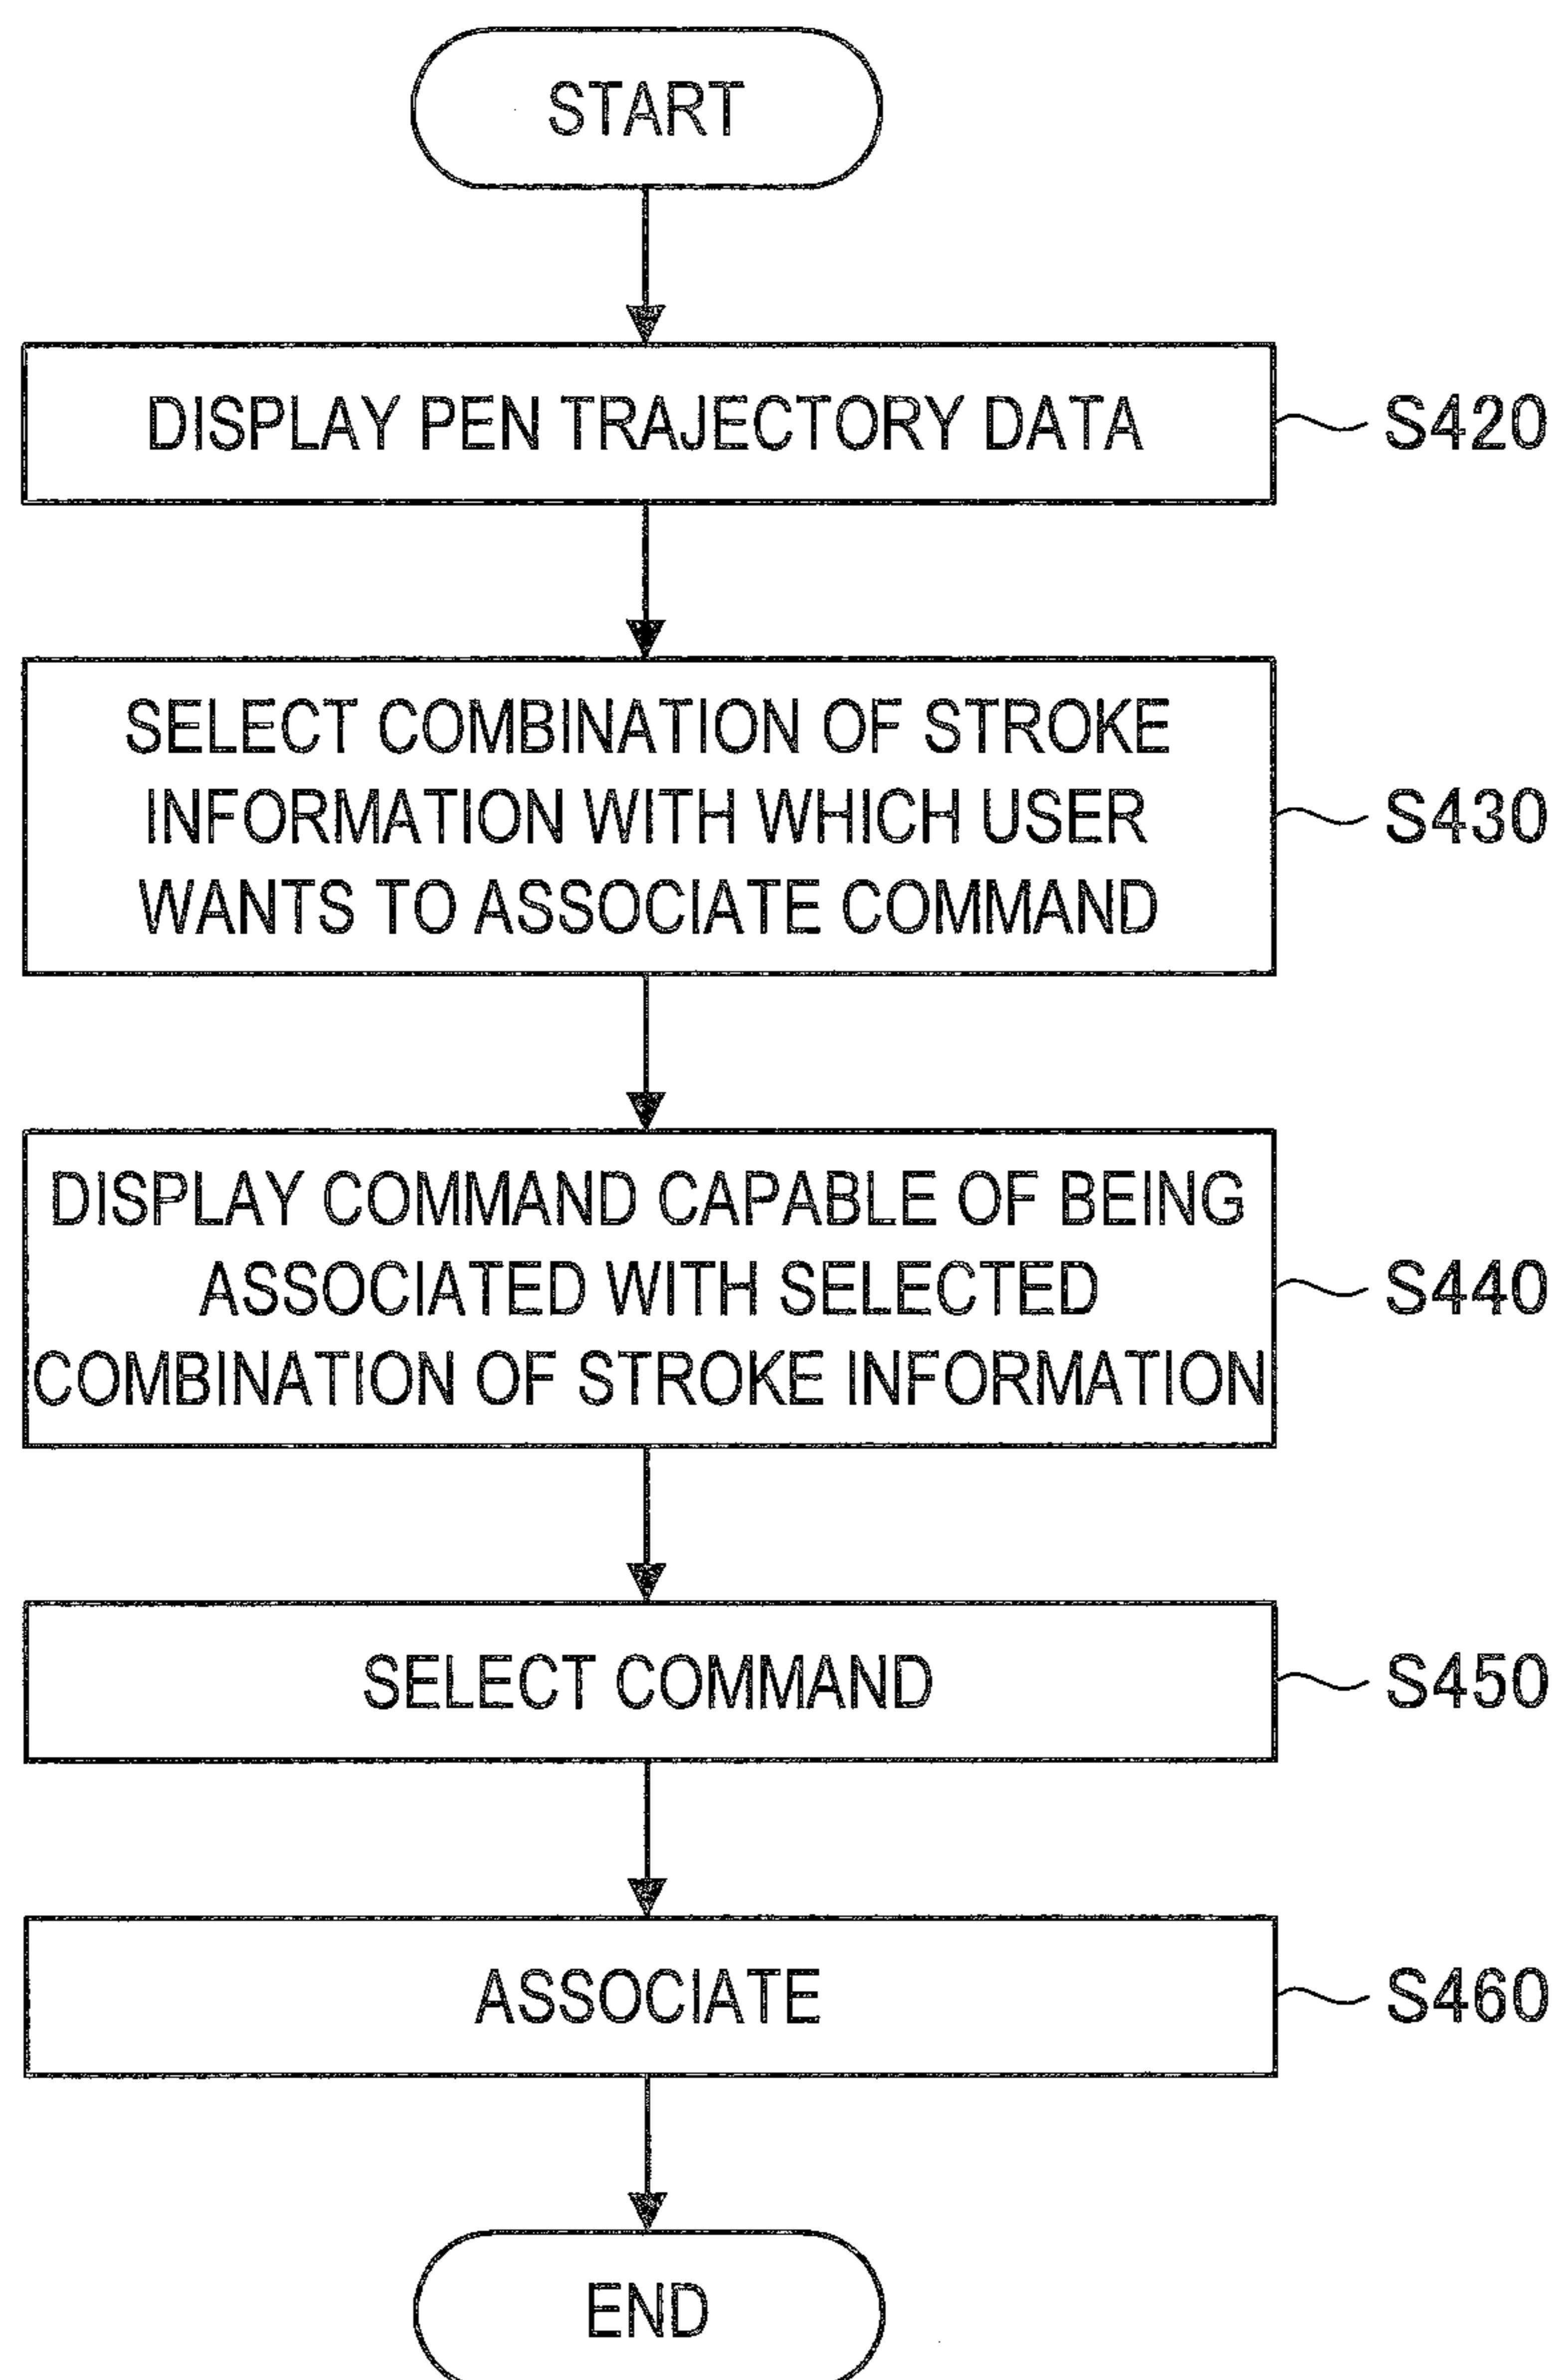 START
DISPLAY PEN TRAJECTORY DATA
S420
SELECT COMBINATION OF STROKE
INFORMATION WITH WHICH USER
WANTS TO ASSOCIATE COMMAND
S430
DISPLAY COMMAND CAPABLE OF BEING
ASSOCIATED WITH SELECTED
COMBINATION OF STROKE INFORMATION
S440
SELECT COMMAND
S450
ASSOCIATE
S460
END